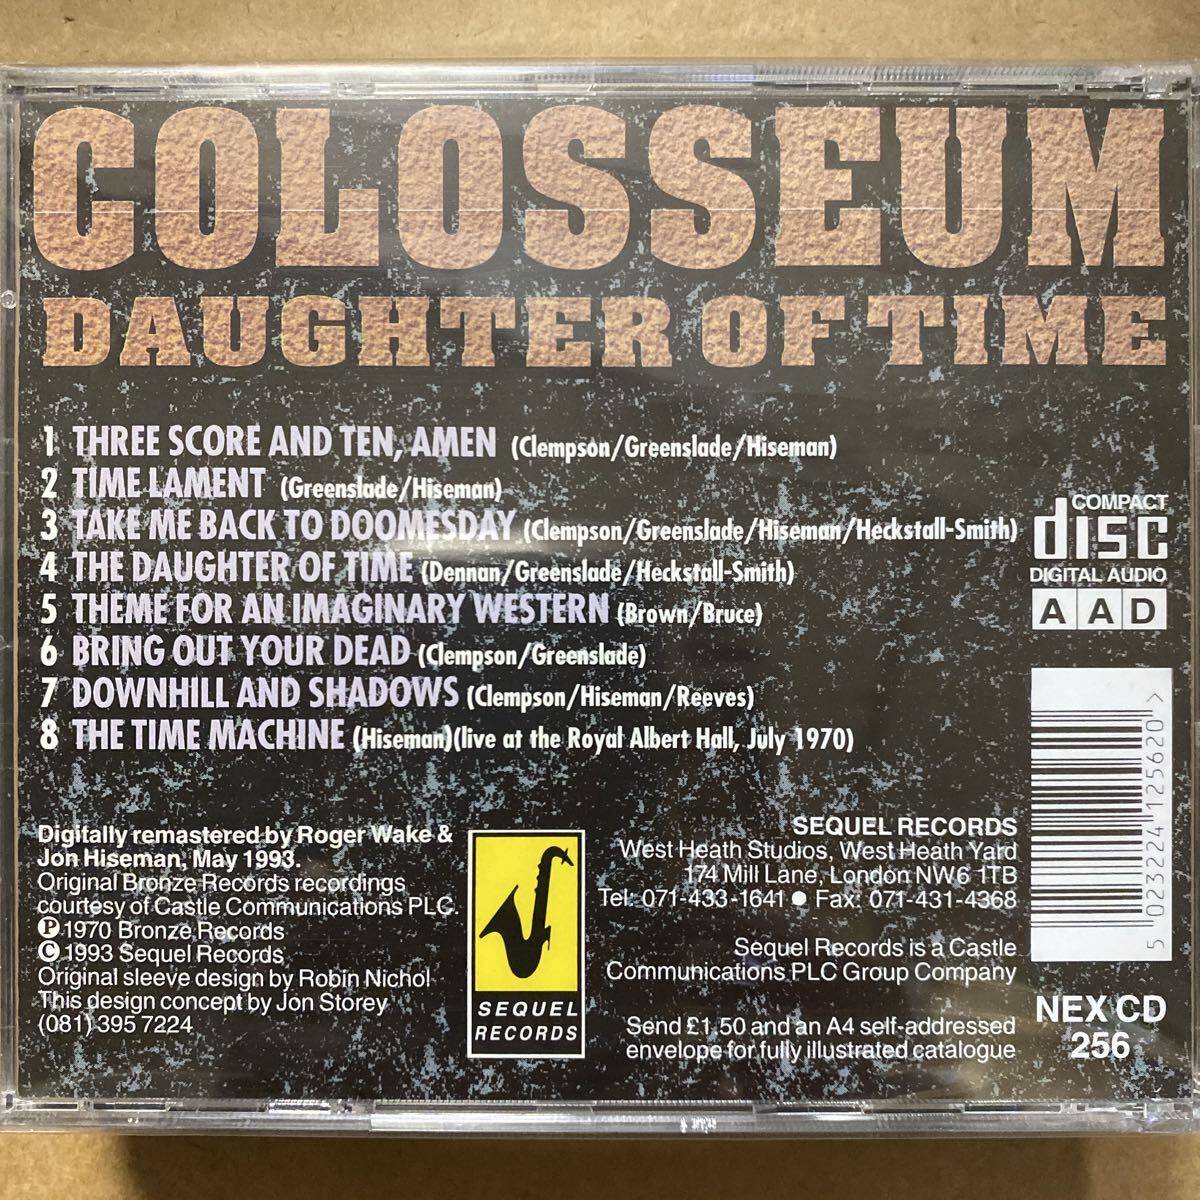 COLOSSEUM
DAUGHTER OF TIME
1 THREE SCORE AND TEN, AMEN (Clempson/Greenslade/Hiseman)
2 TIME LAMENT (Greenslade/Hiseman)
3 TAKE ME BACK TO DOOMESDAY (Clempson/Greenslade/Hiseman/Heckstall-Smith)
4 THE DAUGHTER OF TIME (Dennan/Greenslade/Heckstall-Smith)
5 THEME FOR AN IMAGINARY WESTERN (Brown/Bruce)
6 BRING OUT YOUR DEAD (Clempson/Greenslade)
7 DOWNHILL AND SHADOWS (Clempson/Hiseman/Reeves)
8 THE TIME MACHINE (Hiseman)(live at the Royal Albert Hall, July 1970)
COMPACT
disc
DIGITAL AUDIO
AAD
5 023224 125620 >
NEX CD
256
Digitally remastered by Roger Wake &
Jon Hiseman, May 1993.
Original Bronze Records recordings
courtesy of Castle Communications PLC.
Ⓟ 1970 Bronze Records
© 1993 Sequel Records
Original sleeve design by Robin Nichol
This design concept by Jon Storey
(081) 395 7224
SEQUEL
RECORDS
SEQUEL RECORDS
West Heath Studios, West Heath Yard
174 Mill Lane, London NW6 1TB
Tel: 071-433-1641 ● Fax: 071-431-4368
Sequel Records is a Castle
Communications PLC Group Company
Send £1.50 and an A4 self-addressed
envelope for fully illustrated catalogue